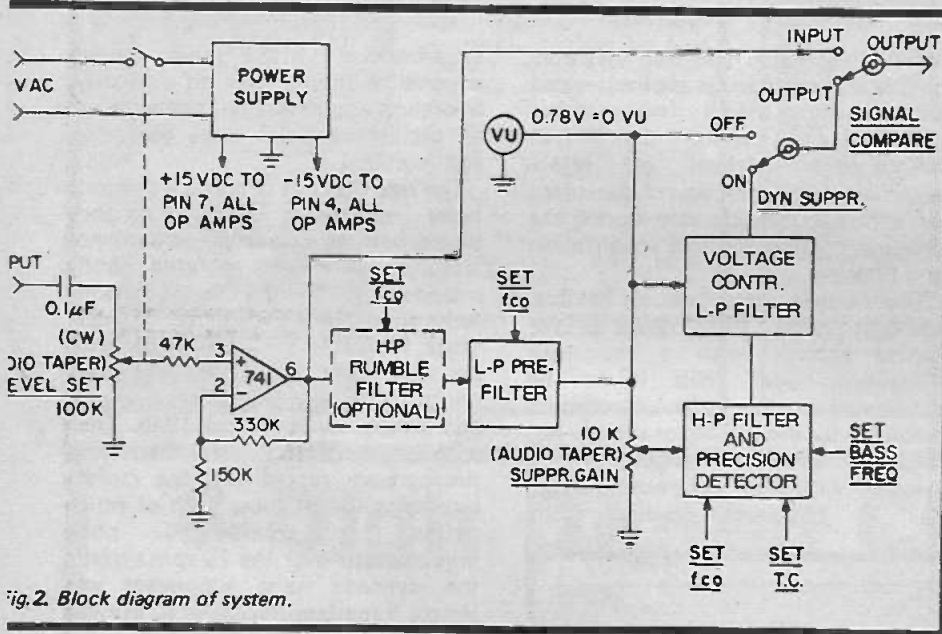 INPUT
OUTPUT
OUTPUT
SIGNAL
COMPARE
VAC
POWER
SUPPLY
VU
0.78V = 0 VU
OFF
ON
DYN SUPPR.
+15 VDC TO
PIN 7, ALL
OP AMPS
-15 VDC TO
PIN 4, ALL
OP AMPS
PUT
0.1µF
(CW)
DIO TAPER)
EVEL SET
100K
47K
3
+
2
-
741
6
330K
150K
SET
fco
H-P
RUMBLE
FILTER
(OPTIONAL)
SET
fco
L-P PRE-
FILTER
VOLTAGE
CONTR.
L-P FILTER
10 K
(AUDIO TAPER)
SUPPR. GAIN
H-P FILTER
AND
PRECISION
DETECTOR
SET
BASS
FREQ
SET
fco
SET
T.C.
ig.2. Block diagram of system.